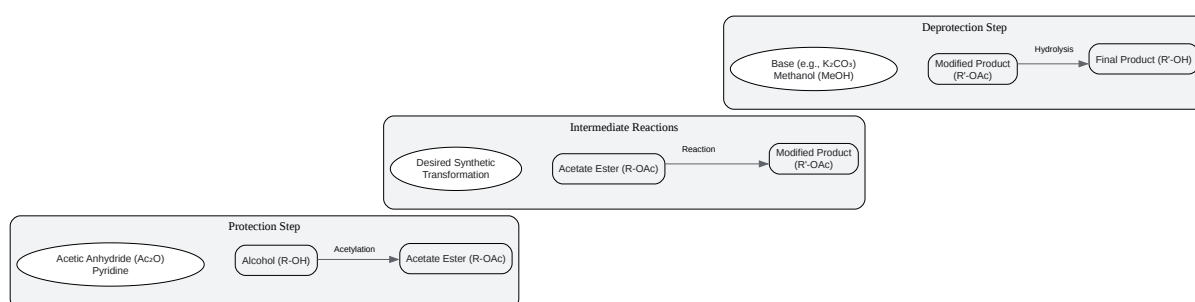 Deprotection Step
Base (e.g., K₂CO₃)
Methanol (MeOH)
Modified Product
(R'-OAc)
Hydrolysis
Final Product (R'-OH)
Intermediate Reactions
Desired Synthetic
Transformation
Acetate Ester (R-OAc)
Reaction
Modified Product
(R'-OAc)
Protection Step
Acetic Anhydride (Ac₂O)
Pyridine
Alcohol (R-OH)
Acetylation
Acetate Ester (R-OAc)